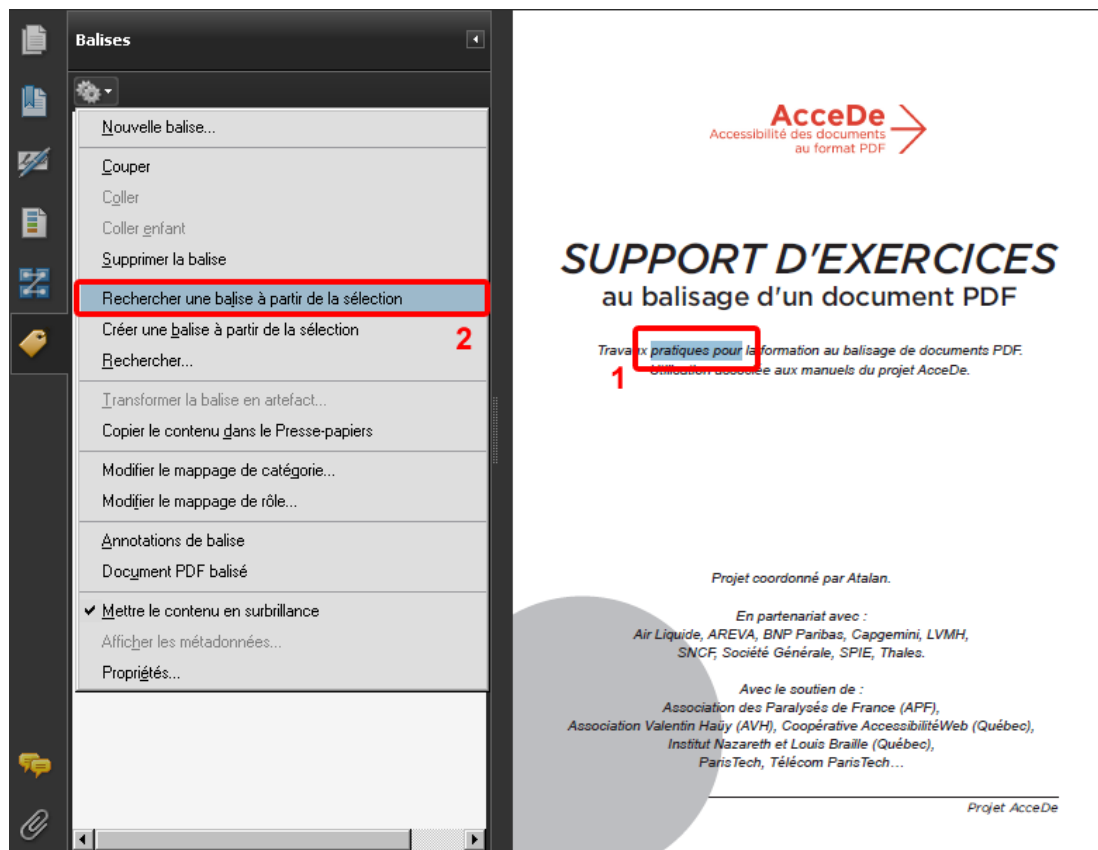 Balises
Nouvelle balise...
Couper
Coller
Coller enfant
Supprimer la balise
Rechercher une balise à partir de la sélection
2
Créer une balise à partir de la sélection
Rechercher...
Transformer la balise en artefact...
Copier le contenu dans le Presse-papiers
Modifier le mappage de catégorie...
Modifier le mappage de rôle...
Annotations de balise
Document PDF balisé
Mettre le contenu en surbrillance
Afficher les métadonnées...
Propriétés...
AcceDe
Accessibilité des documents
au format PDF
SUPPORT D'EXERCICES
au balisage d'un document PDF
Travaux pratiques pour la formation au balisage de documents PDF.
1
Utilisation associée aux manuels du projet AcceDe.
Projet coordonné par Atalan.
En partenariat avec :
Air Liquide, AREVA, BNP Paribas, Capgemini, LVMH,
SNCF, Société Générale, SPIE, Thales.
Avec le soutien de :
Association des Paralysés de France (APF),
Association Valentin Haüy (AVH), Coopérative AccessibilitéWeb (Québec),
Institut Nazareth et Louis Braille (Québec),
ParisTech, Télécom ParisTech…
Projet AcceDe